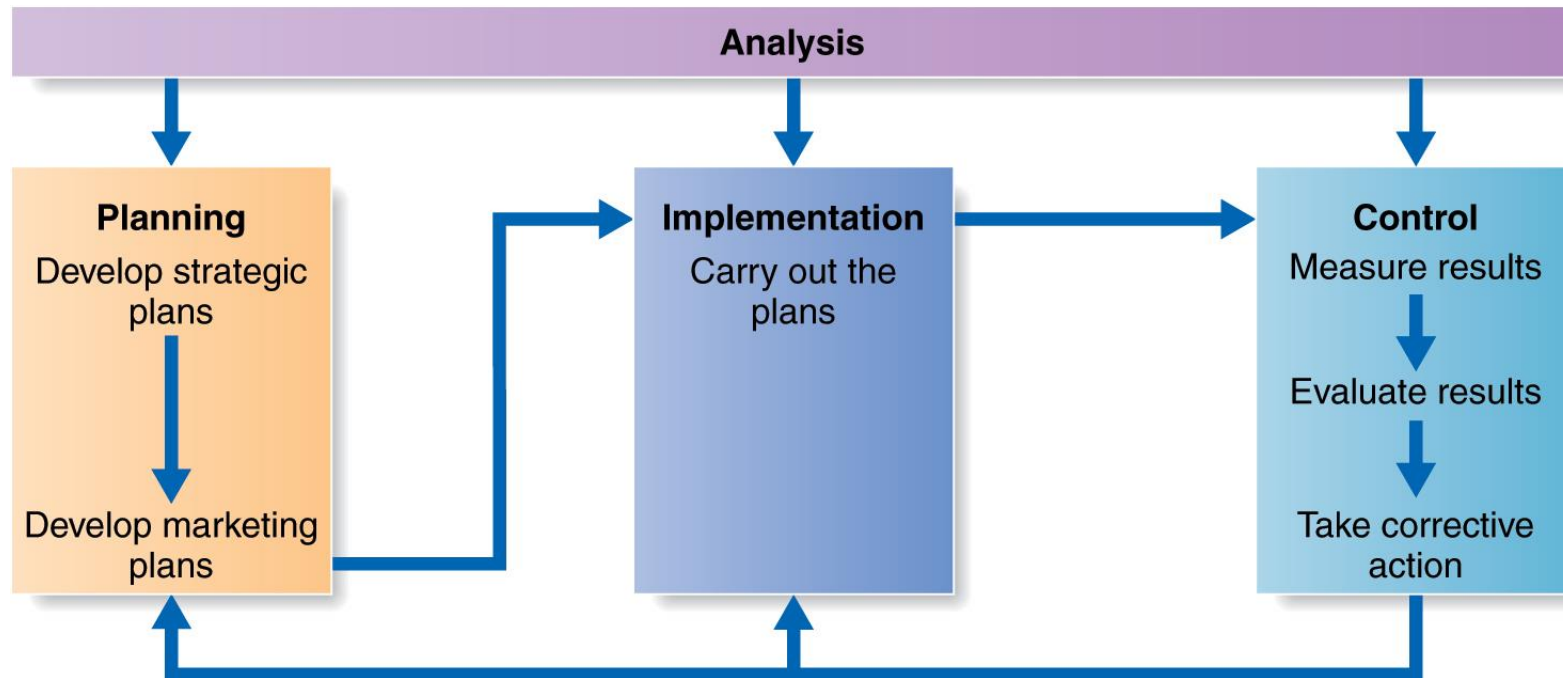 Analysis
Planning
Develop strategic
plans
Develop marketing
plans
Implementation
Carry out the
plans
Control
Measure results
Evaluate results
Take corrective
action